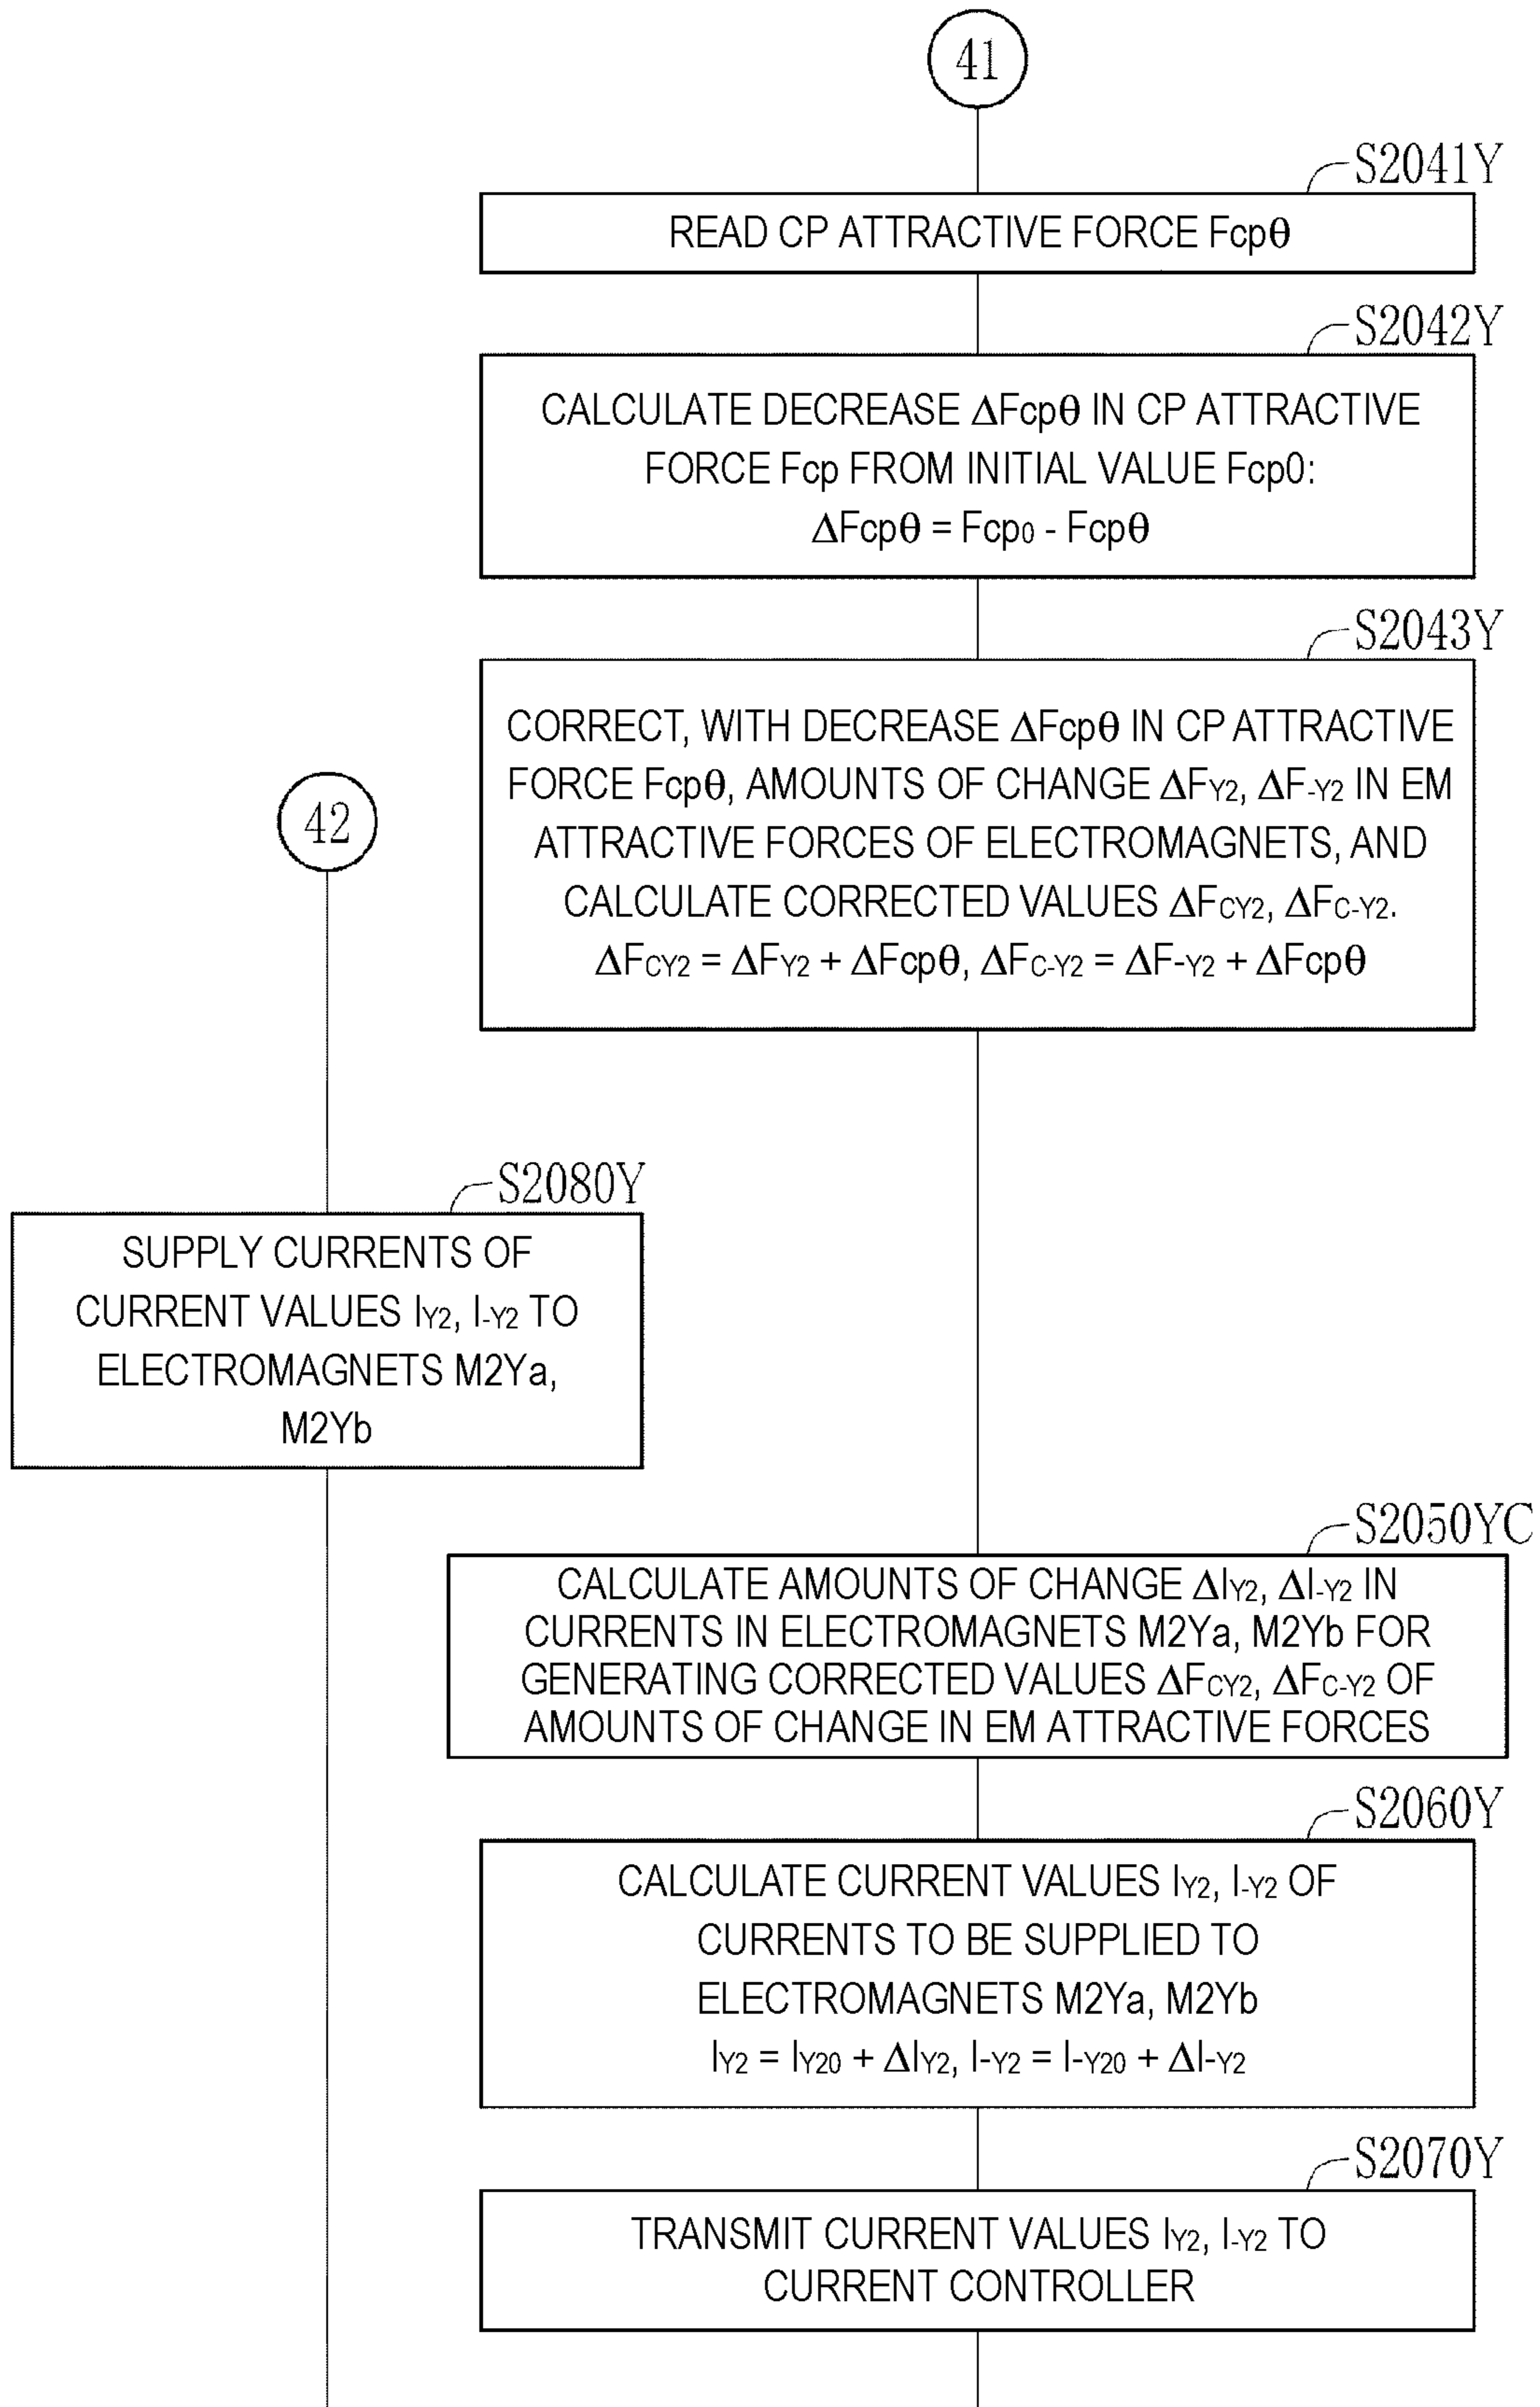 41
S2041Y
READ CP ATTRACTIVE FORCE Fcpθ
S2042Y
CALCULATE DECREASE ΔFcpθ IN CP ATTRACTIVE
FORCE Fcp FROM INITIAL VALUE Fcp0:
ΔFcpθ = Fcp0 - Fcpθ
S2043Y
CORRECT, WITH DECREASE ΔFcpθ IN CP ATTRACTIVE
FORCE Fcpθ, AMOUNTS OF CHANGE ΔFY2, ΔF-Y2 IN EM
ATTRACTIVE FORCES OF ELECTROMAGNETS, AND
CALCULATE CORRECTED VALUES ΔFCY2, ΔFC-Y2.
ΔFCY2 = ΔFY2 + ΔFcpθ, ΔFC-Y2 = ΔF-Y2 + ΔFcpθ
42
S2080Y
SUPPLY CURRENTS OF
CURRENT VALUES IY2, I-Y2 TO
ELECTROMAGNETS M2Ya,
M2Yb
S2050YC
CALCULATE AMOUNTS OF CHANGE ΔIY2, ΔI-Y2 IN
CURRENTS IN ELECTROMAGNETS M2Ya, M2Yb FOR
GENERATING CORRECTED VALUES ΔFCY2, ΔFC-Y2 OF
AMOUNTS OF CHANGE IN EM ATTRACTIVE FORCES
S2060Y
CALCULATE CURRENT VALUES IY2, I-Y2 OF
CURRENTS TO BE SUPPLIED TO
ELECTROMAGNETS M2Ya, M2Yb
IY2 = IY20 + ΔIY2, I-Y2 = I-Y20 + ΔI-Y2
S2070Y
TRANSMIT CURRENT VALUES IY2, I-Y2 TO
CURRENT CONTROLLER